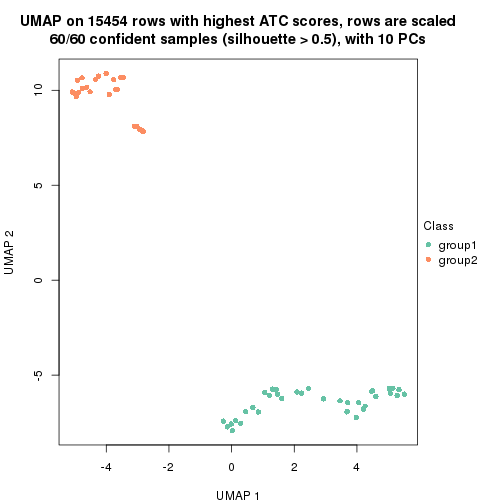 UMAP on 15454 rows with highest ATC scores, rows are scaled
60/60 confident samples (silhouette > 0.5), with 10 PCs
10
5
0
-5
UMAP 2
-4
-2
0
2
4
UMAP 1
Class
group1
group2